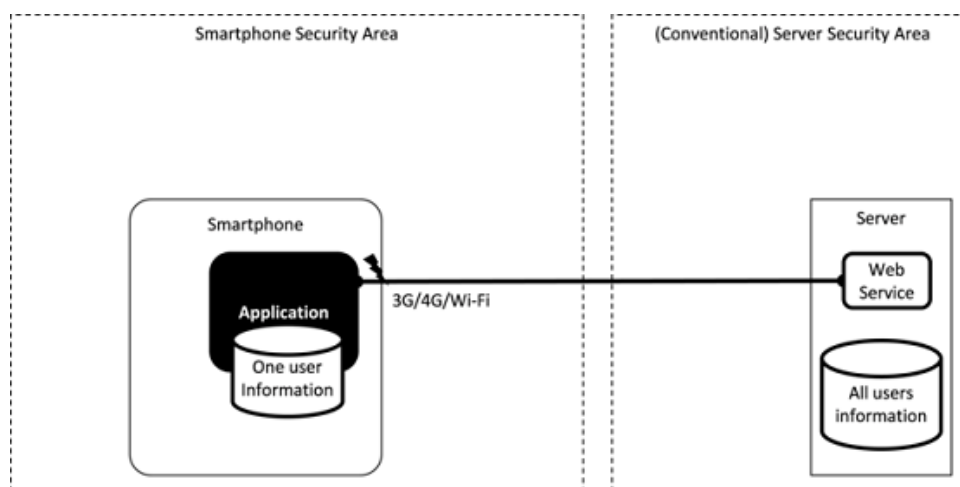 Smartphone Security Area
(Conventional) Server Security Area
Smartphone
Server
Application
One user
Information
3G/4G/Wi-Fi
Web
Service
All users
information